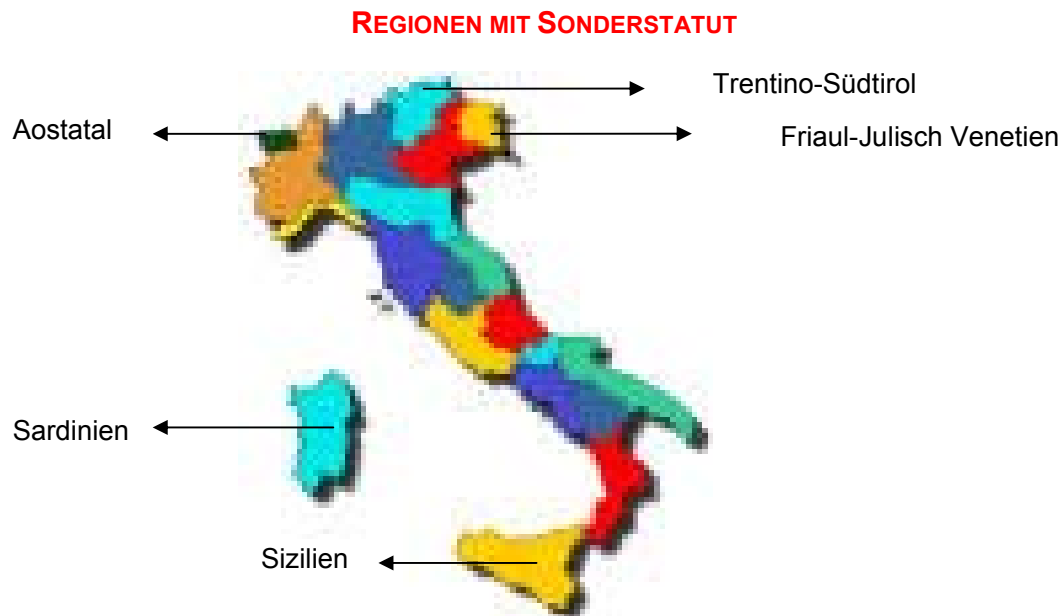 REGIONEN MIT SONDERSTATUT
Trentino-Südtirol
Aostatal
Friaul-Julisch Venetien
Sardinien
Sizilien